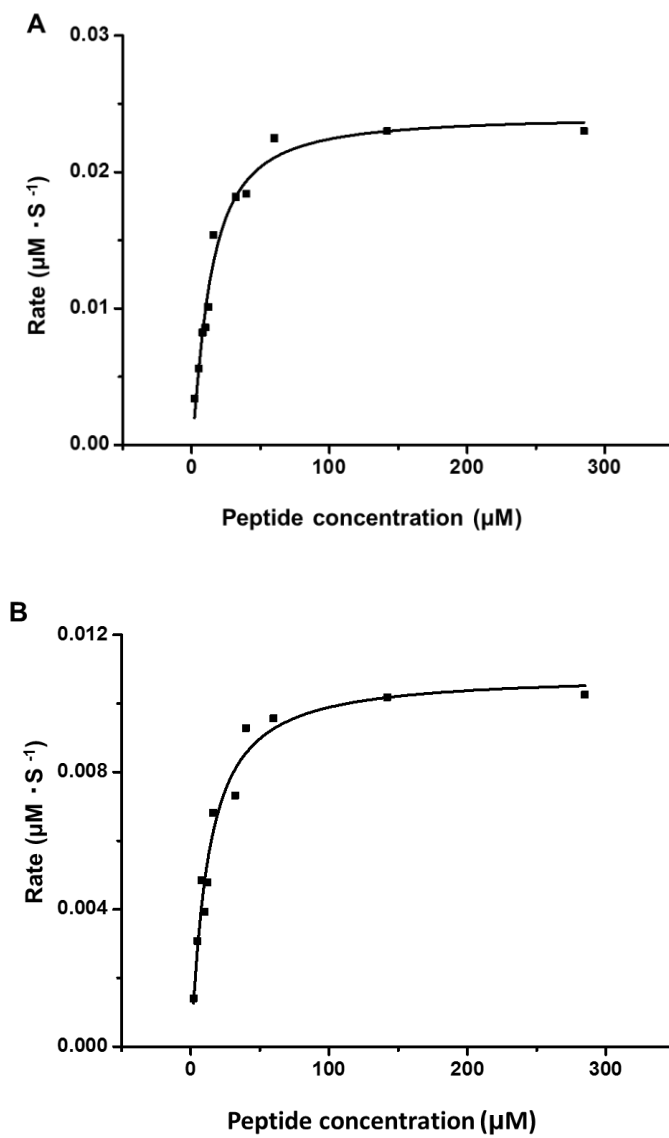 A
0.03
0.02
0.01
0.00
Rate (µM · S⁻¹)
0
100
200
300
Peptide concentration (µM)
B
0.012
0.008
0.004
0.000
Rate (µM · S⁻¹)
0
100
200
300
Peptide concentration (µM)